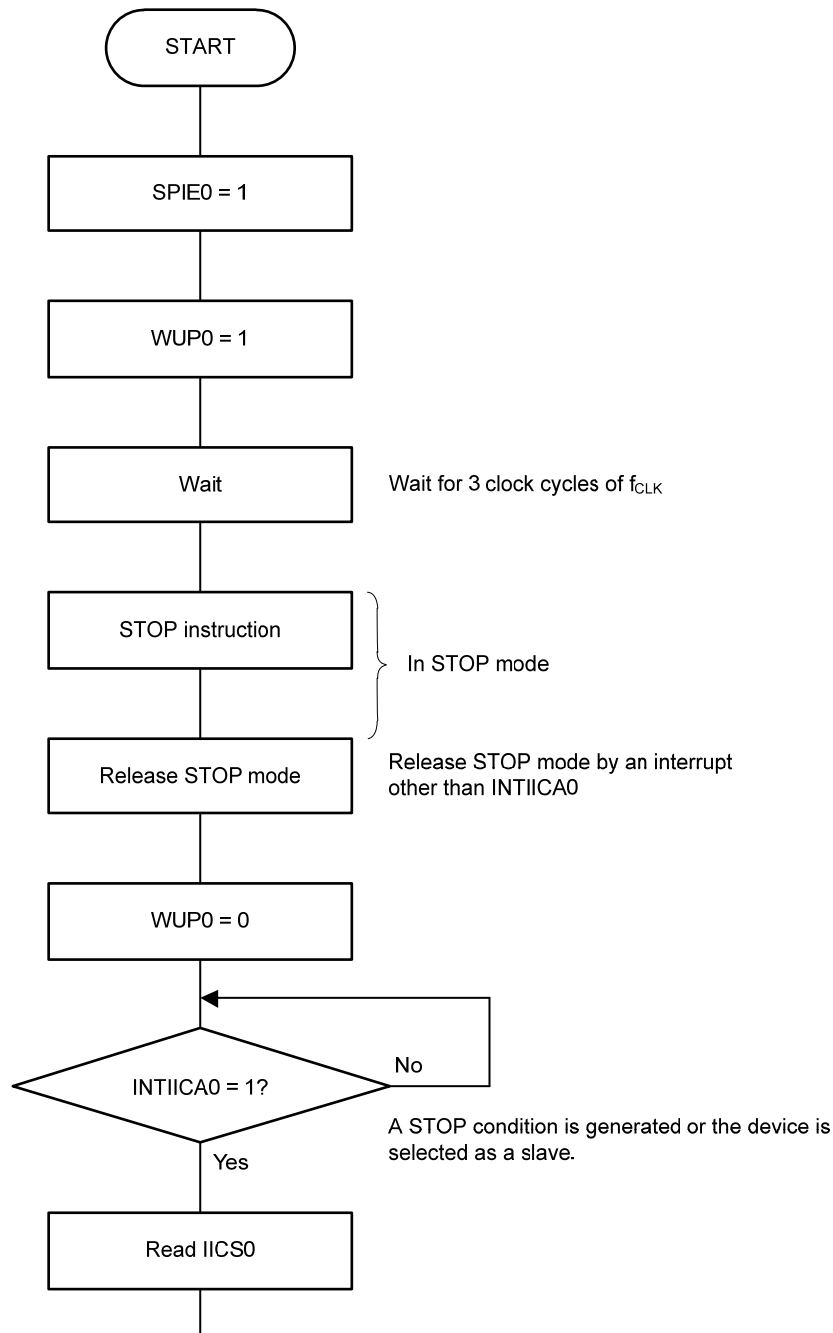 START
SPIE0 = 1
WUP0 = 1
Wait
Wait for 3 clock cycles of fCLK
STOP instruction
In STOP mode
Release STOP mode
Release STOP mode by an interrupt
other than INTIICA0
WUP0 = 0
No
INTIICA0 = 1?
A STOP condition is generated or the device is
selected as a slave.
Yes
Read IICS0